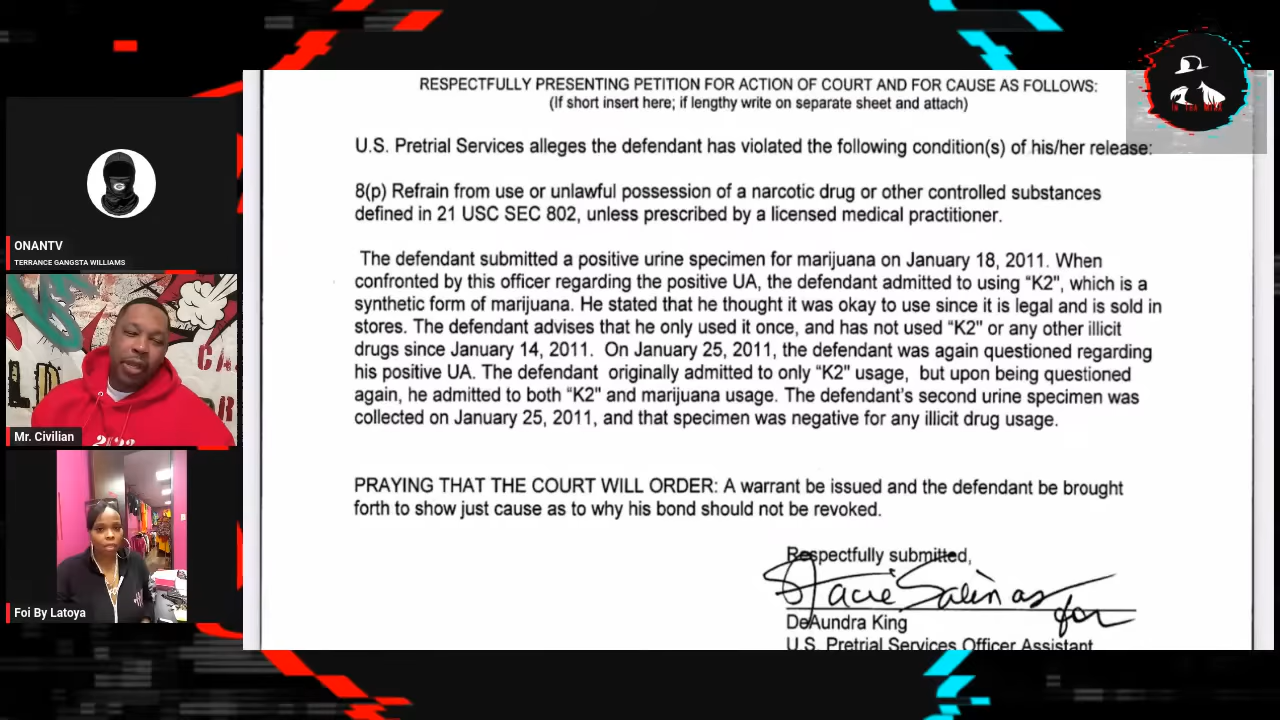 RESPECTFULLY PRESENTING PETITION FOR ACTION OF COURT AND FOR CAUSE AS FOLLOWS:
(If short insert here; if lengthy write on separate sheet and attach)
U.S. Pretrial Services alleges the defendant has violated the following condition(s) of his/her release:
8(p) Refrain from use or unlawful possession of a narcotic drug or other controlled substances
defined in 21 USC SEC 802, unless prescribed by a licensed medical practitioner.
The defendant submitted a positive urine specimen for marijuana on January 18, 2011. When
confronted by this officer regarding the positive UA, the defendant admitted to using "K2", which is a
synthetic form of marijuana. He stated that he thought it was okay to use since it is legal and is sold in
stores. The defendant advises that he only used it once, and has not used "K2" or any other illicit
drugs since January 14, 2011. On January 25, 2011, the defendant was again questioned regarding
his positive UA. The defendant originally admitted to only "K2" usage, but upon being questioned
again, he admitted to both "K2" and marijuana usage. The defendant's second urine specimen was
collected on January 25, 2011, and that specimen was negative for any illicit drug usage.
PRAYING THAT THE COURT WILL ORDER: A warrant be issued and the defendant be brought
forth to show just cause as to why his bond should not be revoked.
Respectfully submitted,
Stacie Salinas for
DeAundra King
U.S. Pretrial Services Officer Assistant
ONANTV
TERRANCE GANGSTA WILLIAMS
Mr. Civilian
Foi By Latoya